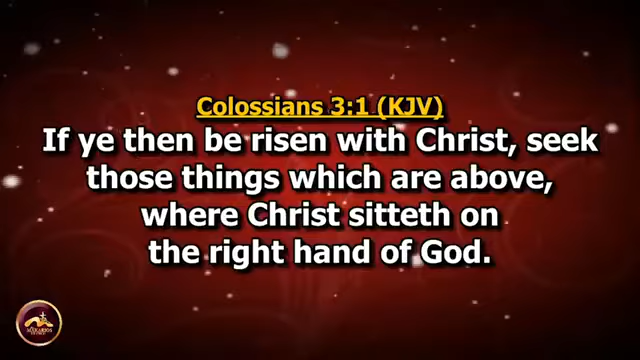 Colossians 3:1 (KJV)
If ye then be risen with Christ, seek
those things which are above,
where Christ sitteth on
the right hand of God.